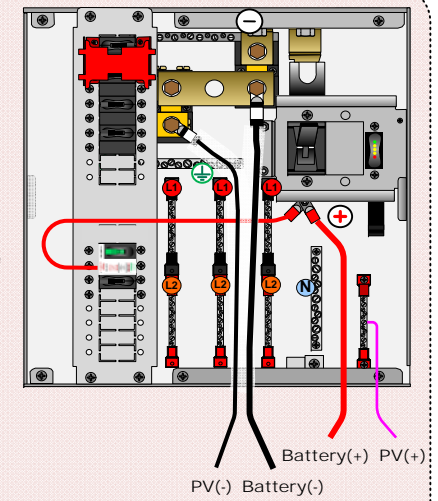 −
L1 L1 L1
+
L2 L2 L2 N
Battery(+) PV(+)
PV(-) Battery(-)